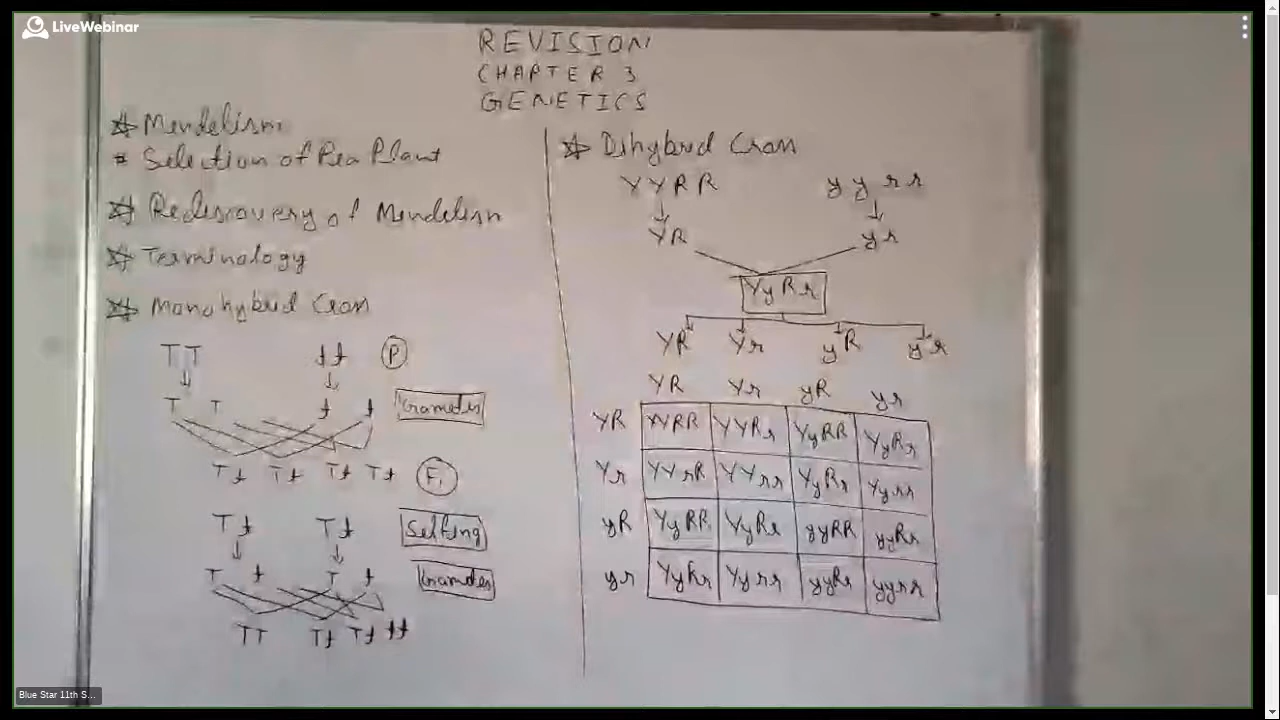 LiveWebinar
REVISION
CHAPTER 3
GENETICS
Mendelism
Selection of Pea Plant
Rediscovery of Mendelism
Terminology
Monohybrid Cross
TT tt P
T T t t Gametes
Tt Tt Tt Tt F1
Tt Tt Selfing
T t T t Gametes
TT Tt Tt tt
Dihybrid Cross
YYRR yyrr
YR yr
YyRr
YR Yr yR yr
YR Yr yR yr
YR YYRR YYRr YyRR YyRr
Yr YYrR YYrr YyRr Yyrr
yR YyRR YyRr yyRR yyRr
yr YyRr Yyrr yyRr yyrr
Blue Star 11th S...